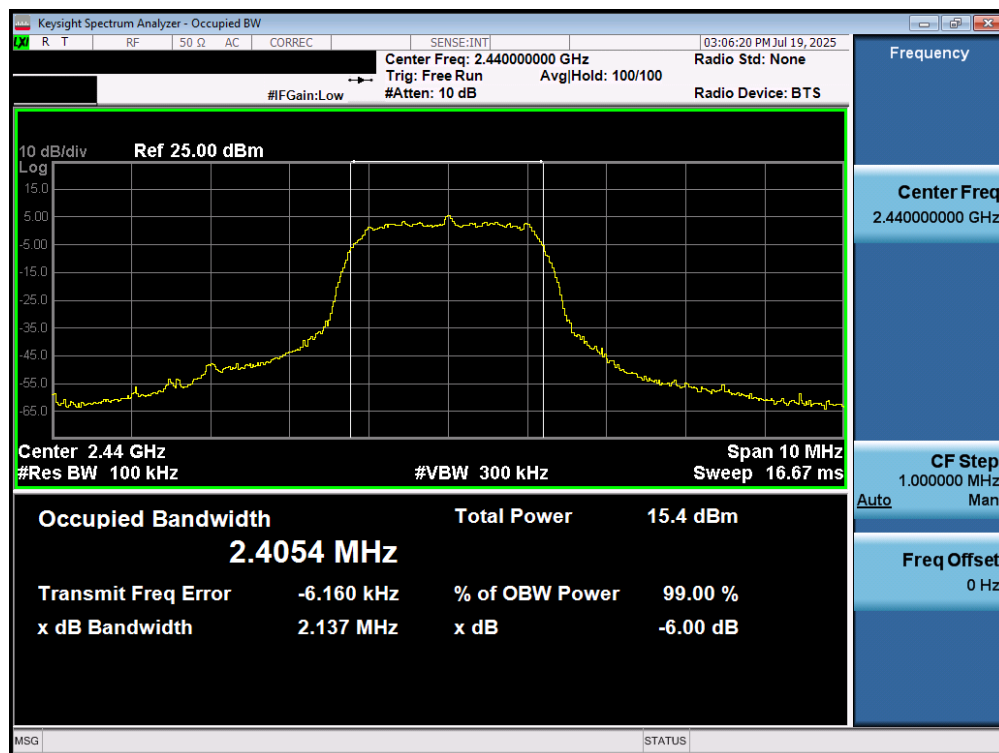 Keysight Spectrum Analyzer - Occupied BW
LXI R T RF 50 Ω AC CORREC SENSE:INT 03:06:20 PM Jul 19, 2025
Center Freq: 2.440000000 GHz Radio Std: None
Trig: Free Run Avg|Hold: 100/100
#IFGain:Low #Atten: 10 dB Radio Device: BTS
10 dB/div Ref 25.00 dBm
Log
15.0
5.00
-5.00
-15.0
-25.0
-35.0
-45.0
-55.0
-65.0
Center 2.44 GHz Span 10 MHz
#Res BW 100 kHz #VBW 300 kHz Sweep 16.67 ms
Occupied Bandwidth Total Power 15.4 dBm
2.4054 MHz
Transmit Freq Error -6.160 kHz % of OBW Power 99.00 %
x dB Bandwidth 2.137 MHz x dB -6.00 dB
MSG STATUS
Frequency
Center Freq
2.440000000 GHz
CF Step
1.000000 MHz
Auto Man
Freq Offset
0 Hz